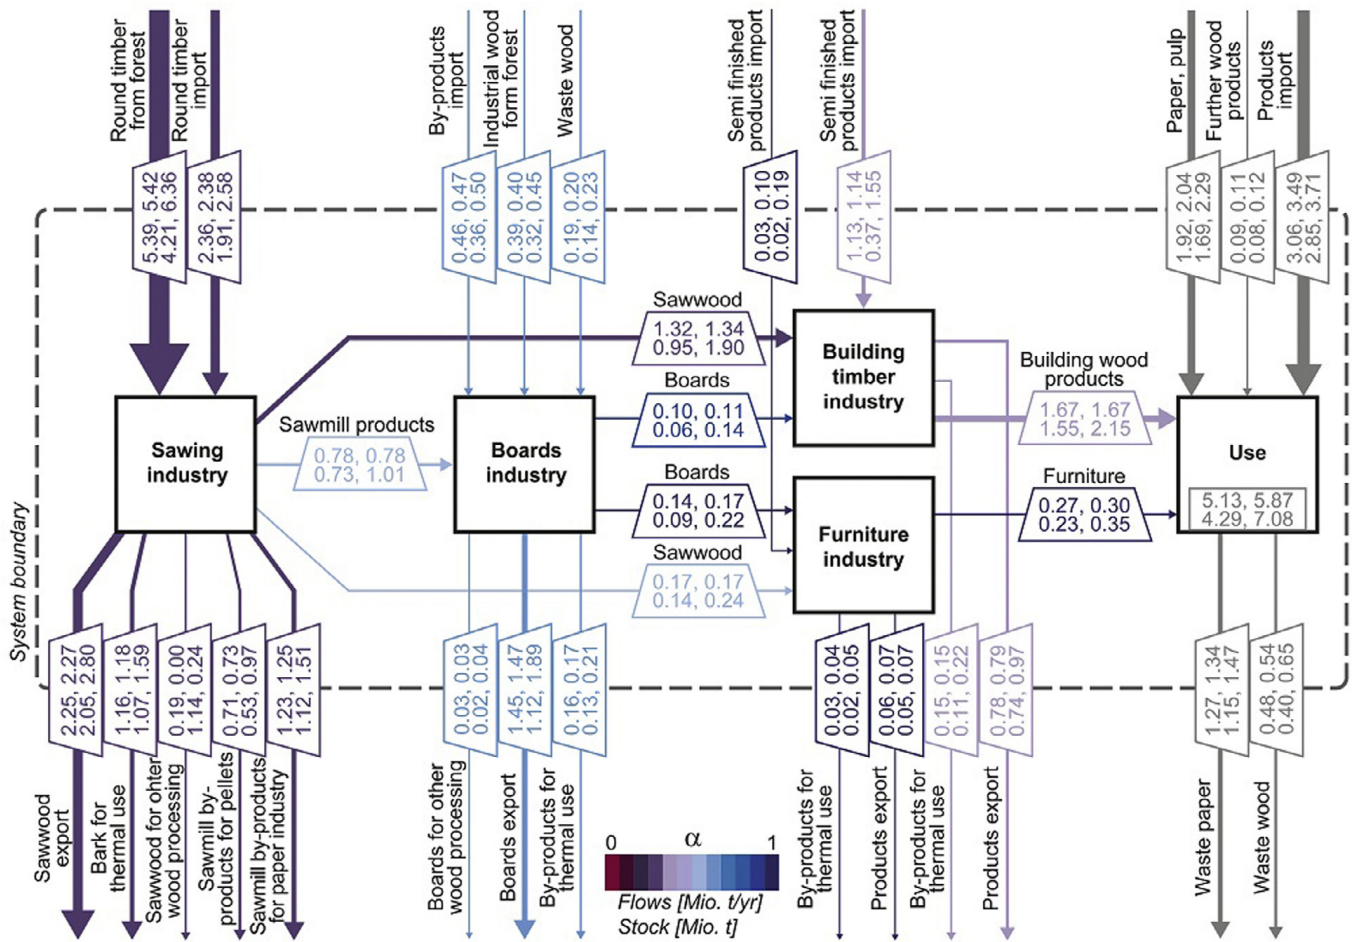 Round timber
from forest
Round timber
import
By-products
import
Industrial wood
form forest
Waste wood
Semi finished
products import
Semi finished
products import
Paper, pulp
Further wood
products
Products
import
5.39, 5.42
4.21, 6.36
2.36, 2.38
1.91, 2.58
0.46, 0.47
0.36, 0.50
0.39, 0.40
0.32, 0.45
0.19, 0.20
0.14, 0.23
0.03, 0.10
0.02, 0.19
1.13, 1.14
0.37, 1.55
1.92, 2.04
1.69, 2.29
0.09, 0.11
0.08, 0.12
3.06, 3.49
2.85, 3.71
Sawwood
1.32, 1.34
0.95, 1.90
Boards
0.10, 0.11
0.06, 0.14
Building
timber
industry
Building wood
products
1.67, 1.67
1.55, 2.15
Sawing
industry
Sawmill products
0.78, 0.78
0.73, 1.01
Boards
industry
Boards
0.14, 0.17
0.09, 0.22
Sawwood
0.17, 0.17
0.14, 0.24
Furniture
industry
Furniture
0.27, 0.30
0.23, 0.35
Use
5.13, 5.87
4.29, 7.08
System boundary
2.25, 2.27
2.05, 2.80
1.16, 1.18
1.07, 1.59
0.19, 0.00
1.14, 0.24
0.71, 0.73
0.53, 0.97
1.23, 1.25
1.12, 1.51
0.03, 0.03
0.02, 0.04
1.45, 1.47
1.12, 1.89
0.16, 0.17
0.13, 0.21
0.03, 0.04
0.02, 0.05
0.06, 0.07
0.05, 0.07
0.15, 0.15
0.11, 0.22
0.78, 0.79
0.74, 0.97
1.27, 1.34
1.15, 1.47
0.48, 0.54
0.40, 0.65
Sawwood
export
Bark for
thermal use
Sawwood for ohter
wood processing
Sawmill by-
products for pellets
Sawmill by-products
for paper industry
Boards for other
wood processing
Boards export
By-products for
thermal use
0 α 1
Flows [Mio. t/yr]
Stock [Mio. t]
By-products for
thermal use
Products export
By-products for
thermal use
Products export
Waste paper
Waste wood